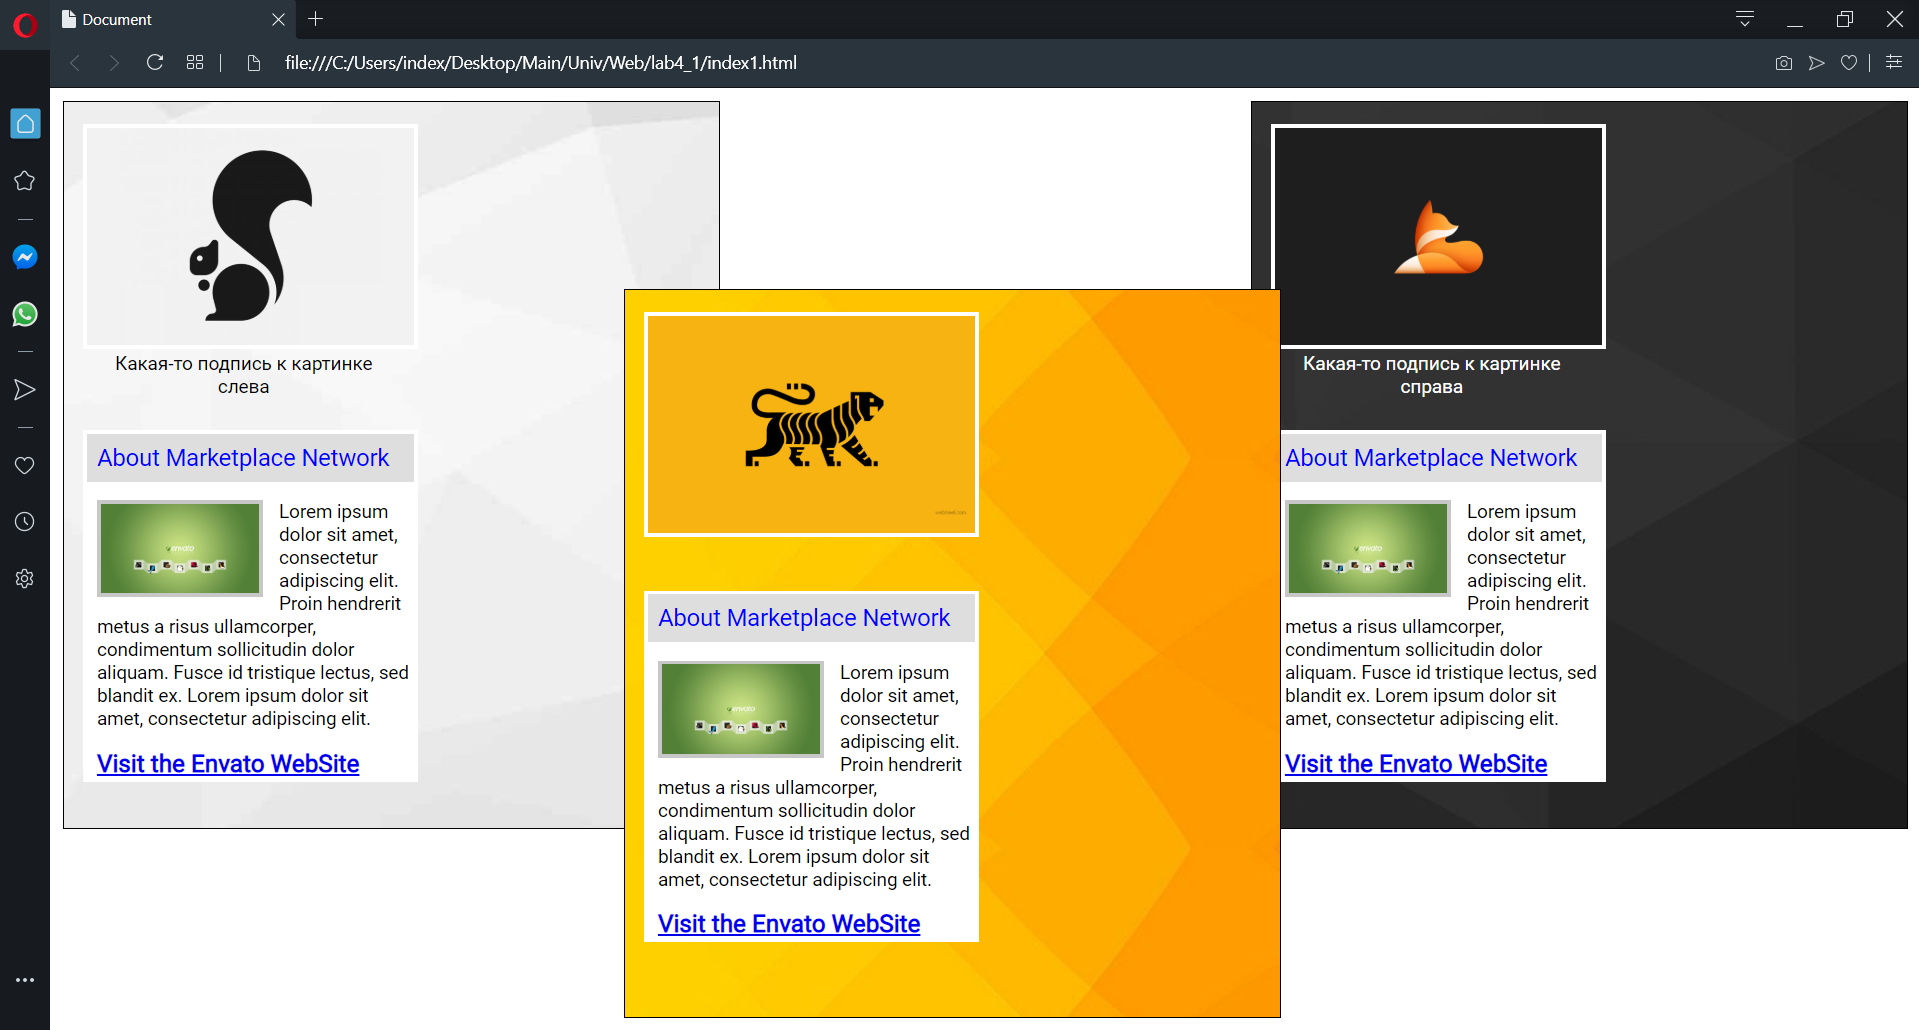 Document
file:///C:/Users/index/Desktop/Main/Univ/Web/lab4_1/index1.html
Какая-то подпись к картинке
слева
About Marketplace Network
envato
Lorem ipsum
dolor sit amet,
consectetur
adipiscing elit.
Proin hendrerit
metus a risus ullamcorper,
condimentum sollicitudin dolor
aliquam. Fusce id tristique lectus, sed
blandit ex. Lorem ipsum dolor sit
amet, consectetur adipiscing elit.
Visit the Envato WebSite
About Marketplace Network
envato
Lorem ipsum
dolor sit amet,
consectetur
adipiscing elit.
Proin hendrerit
metus a risus ullamcorper,
condimentum sollicitudin dolor
aliquam. Fusce id tristique lectus, sed
blandit ex. Lorem ipsum dolor sit
amet, consectetur adipiscing elit.
Visit the Envato WebSite
Какая-то подпись к картинке
справа
About Marketplace Network
envato
Lorem ipsum
dolor sit amet,
consectetur
adipiscing elit.
Proin hendrerit
metus a risus ullamcorper,
condimentum sollicitudin dolor
aliquam. Fusce id tristique lectus, sed
blandit ex. Lorem ipsum dolor sit
amet, consectetur adipiscing elit.
Visit the Envato WebSite